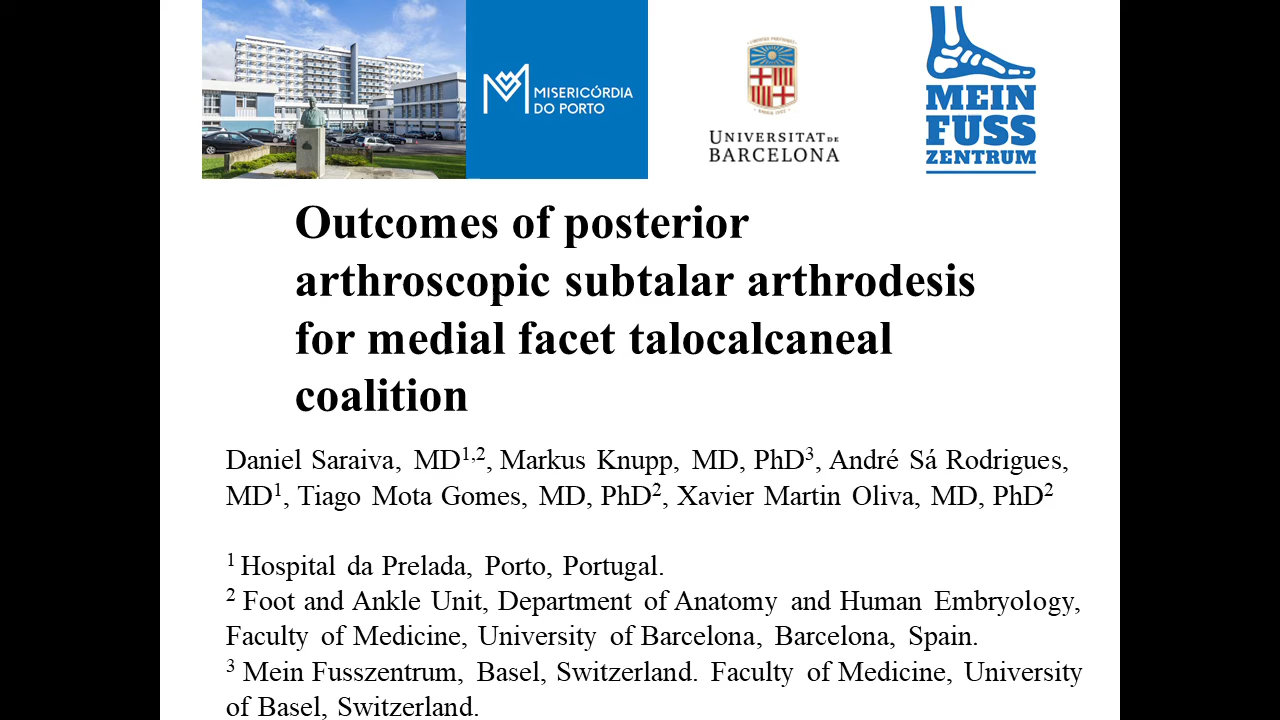 MISERICÓRDIA
DO PORTO
UNIVERSITAT DE
BARCELONA
MEIN
FUSS
ZENTRUM
Outcomes of posterior
arthroscopic subtalar arthrodesis
for medial facet talocalcaneal
coalition
Daniel Saraiva, MD1,2, Markus Knupp, MD, PhD3, André Sá Rodrigues,
MD1, Tiago Mota Gomes, MD, PhD2, Xavier Martin Oliva, MD, PhD2
1 Hospital da Prelada, Porto, Portugal.
2 Foot and Ankle Unit, Department of Anatomy and Human Embryology,
Faculty of Medicine, University of Barcelona, Barcelona, Spain.
3 Mein Fusszentrum, Basel, Switzerland. Faculty of Medicine, University
of Basel, Switzerland.